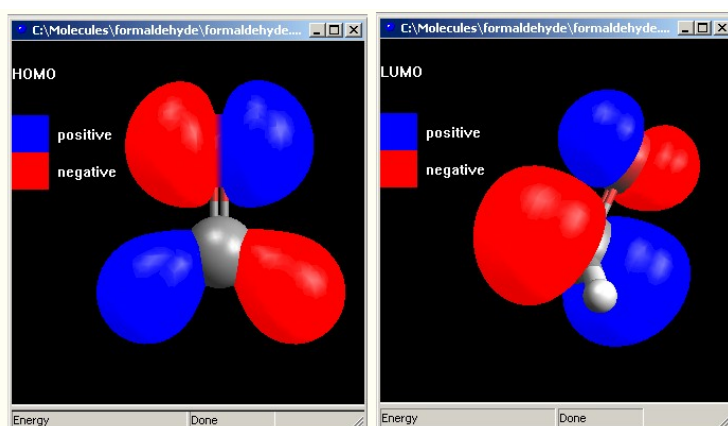 C:\Molecules\formaldehyde\formaldehyde....
HOMO
positive
negative
Energy
Done
C:\Molecules\formaldehyde\formaldehyde....
LUMO
positive
negative
Energy
Done